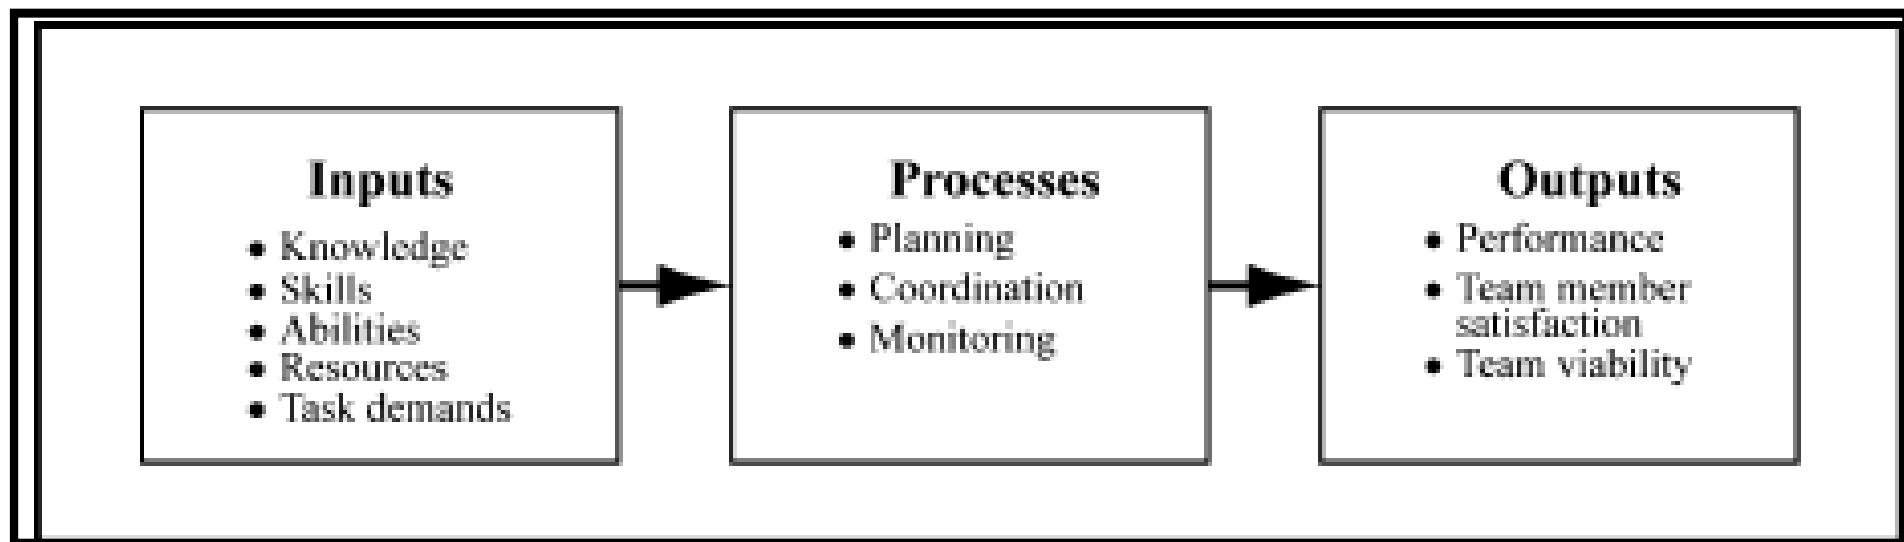 Inputs
• Knowledge
• Skills
• Abilities
• Resources
• Task demands
Processes
• Planning
• Coordination
• Monitoring
Outputs
• Performance
• Team member
satisfaction
• Team viability